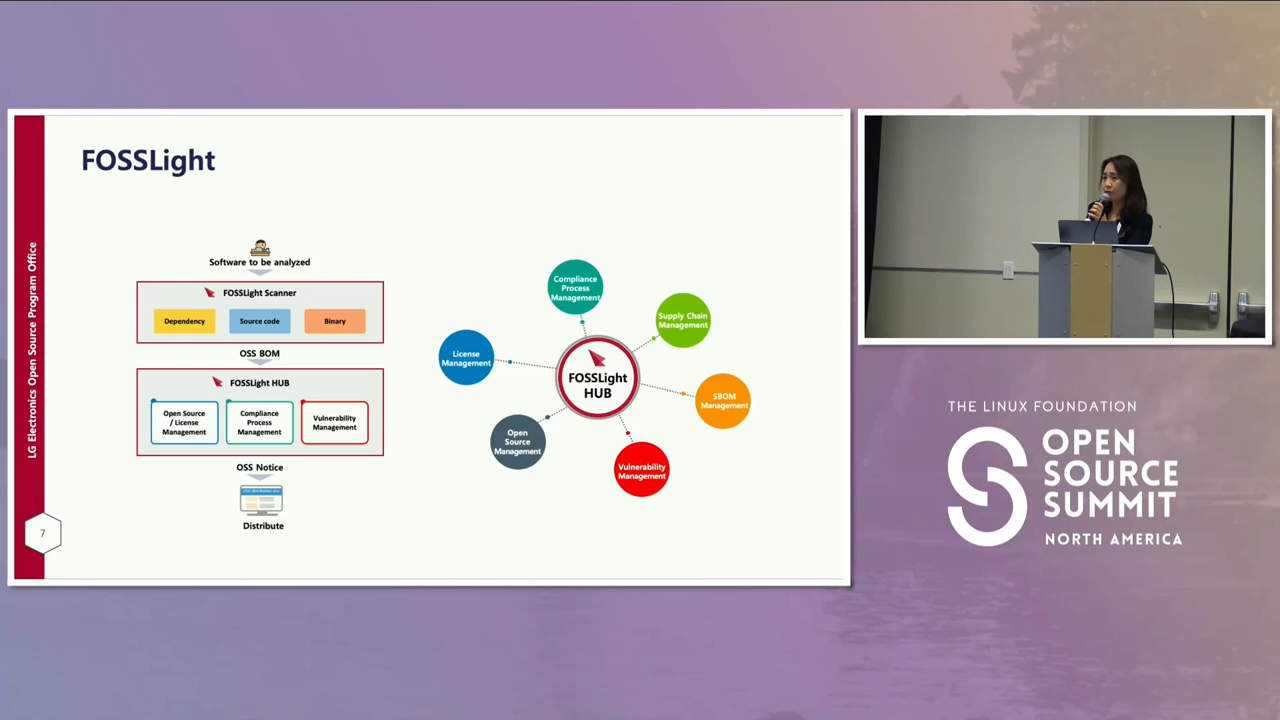 FOSSLight
LG Electronics Open Source Program Office
Software to be analyzed
FOSSLight Scanner
Dependency
Source code
Binary
OSS BOM
FOSSLight HUB
Open Source
/ License
Management
Compliance
Process
Management
Vulnerability
Management
OSS Notice
Distribute
7
Compliance
Process
Management
Supply Chain
Management
License
Management
FOSSLight
HUB
SBOM
Management
Open
Source
Management
Vulnerability
Management
THE LINUX FOUNDATION
OPEN
SOURCE
SUMMIT
NORTH AMERICA